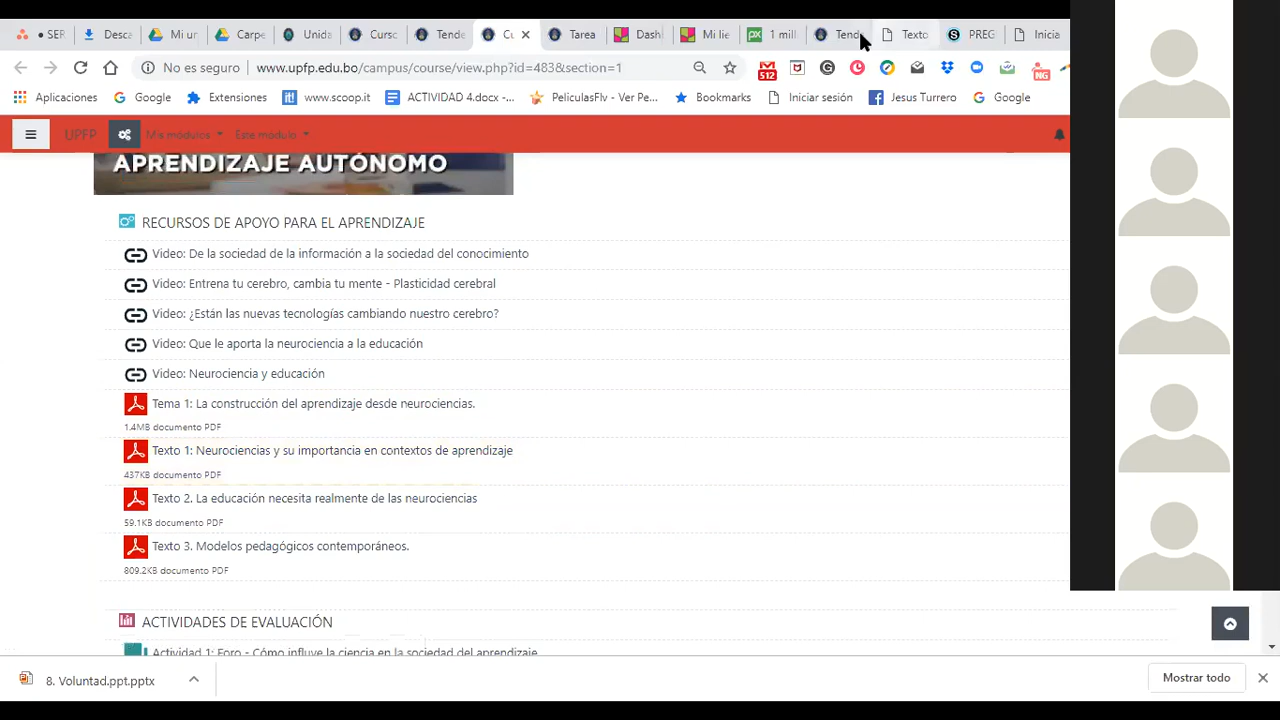 SER
Desca
Mi ur
Carpe
Unida
Cursc
Tende
Cu
Tarea
Dashl
Mi lie
1 mill
Tende
Texto
PREG
Inicia
No es seguro
www.upfp.edu.bo/campus/course/view.php?id=483&section=1
512
NG
Aplicaciones
Google
Extensiones
www.scoop.it
ACTIVIDAD 4.docx -...
PeliculasFlv - Ver Pe...
Bookmarks
Iniciar sesión
Jesus Turrero
Google
UPFP
Mis módulos
Este módulo
APRENDIZAJE AUTÓNOMO
RECURSOS DE APOYO PARA EL APRENDIZAJE
Video: De la sociedad de la información a la sociedad del conocimiento
Video: Entrena tu cerebro, cambia tu mente - Plasticidad cerebral
Video: ¿Están las nuevas tecnologías cambiando nuestro cerebro?
Video: Que le aporta la neurociencia a la educación
Video: Neurociencia y educación
Tema 1: La construcción del aprendizaje desde neurociencias.
1.4MB documento PDF
Texto 1: Neurociencias y su importancia en contextos de aprendizaje
437KB documento PDF
Texto 2. La educación necesita realmente de las neurociencias
59.1KB documento PDF
Texto 3. Modelos pedagógicos contemporáneos.
809.2KB documento PDF
ACTIVIDADES DE EVALUACIÓN
Actividad 1: Foro - Cómo influye la ciencia en la sociedad del aprendizaje
8. Voluntad.ppt.pptx
Mostrar todo